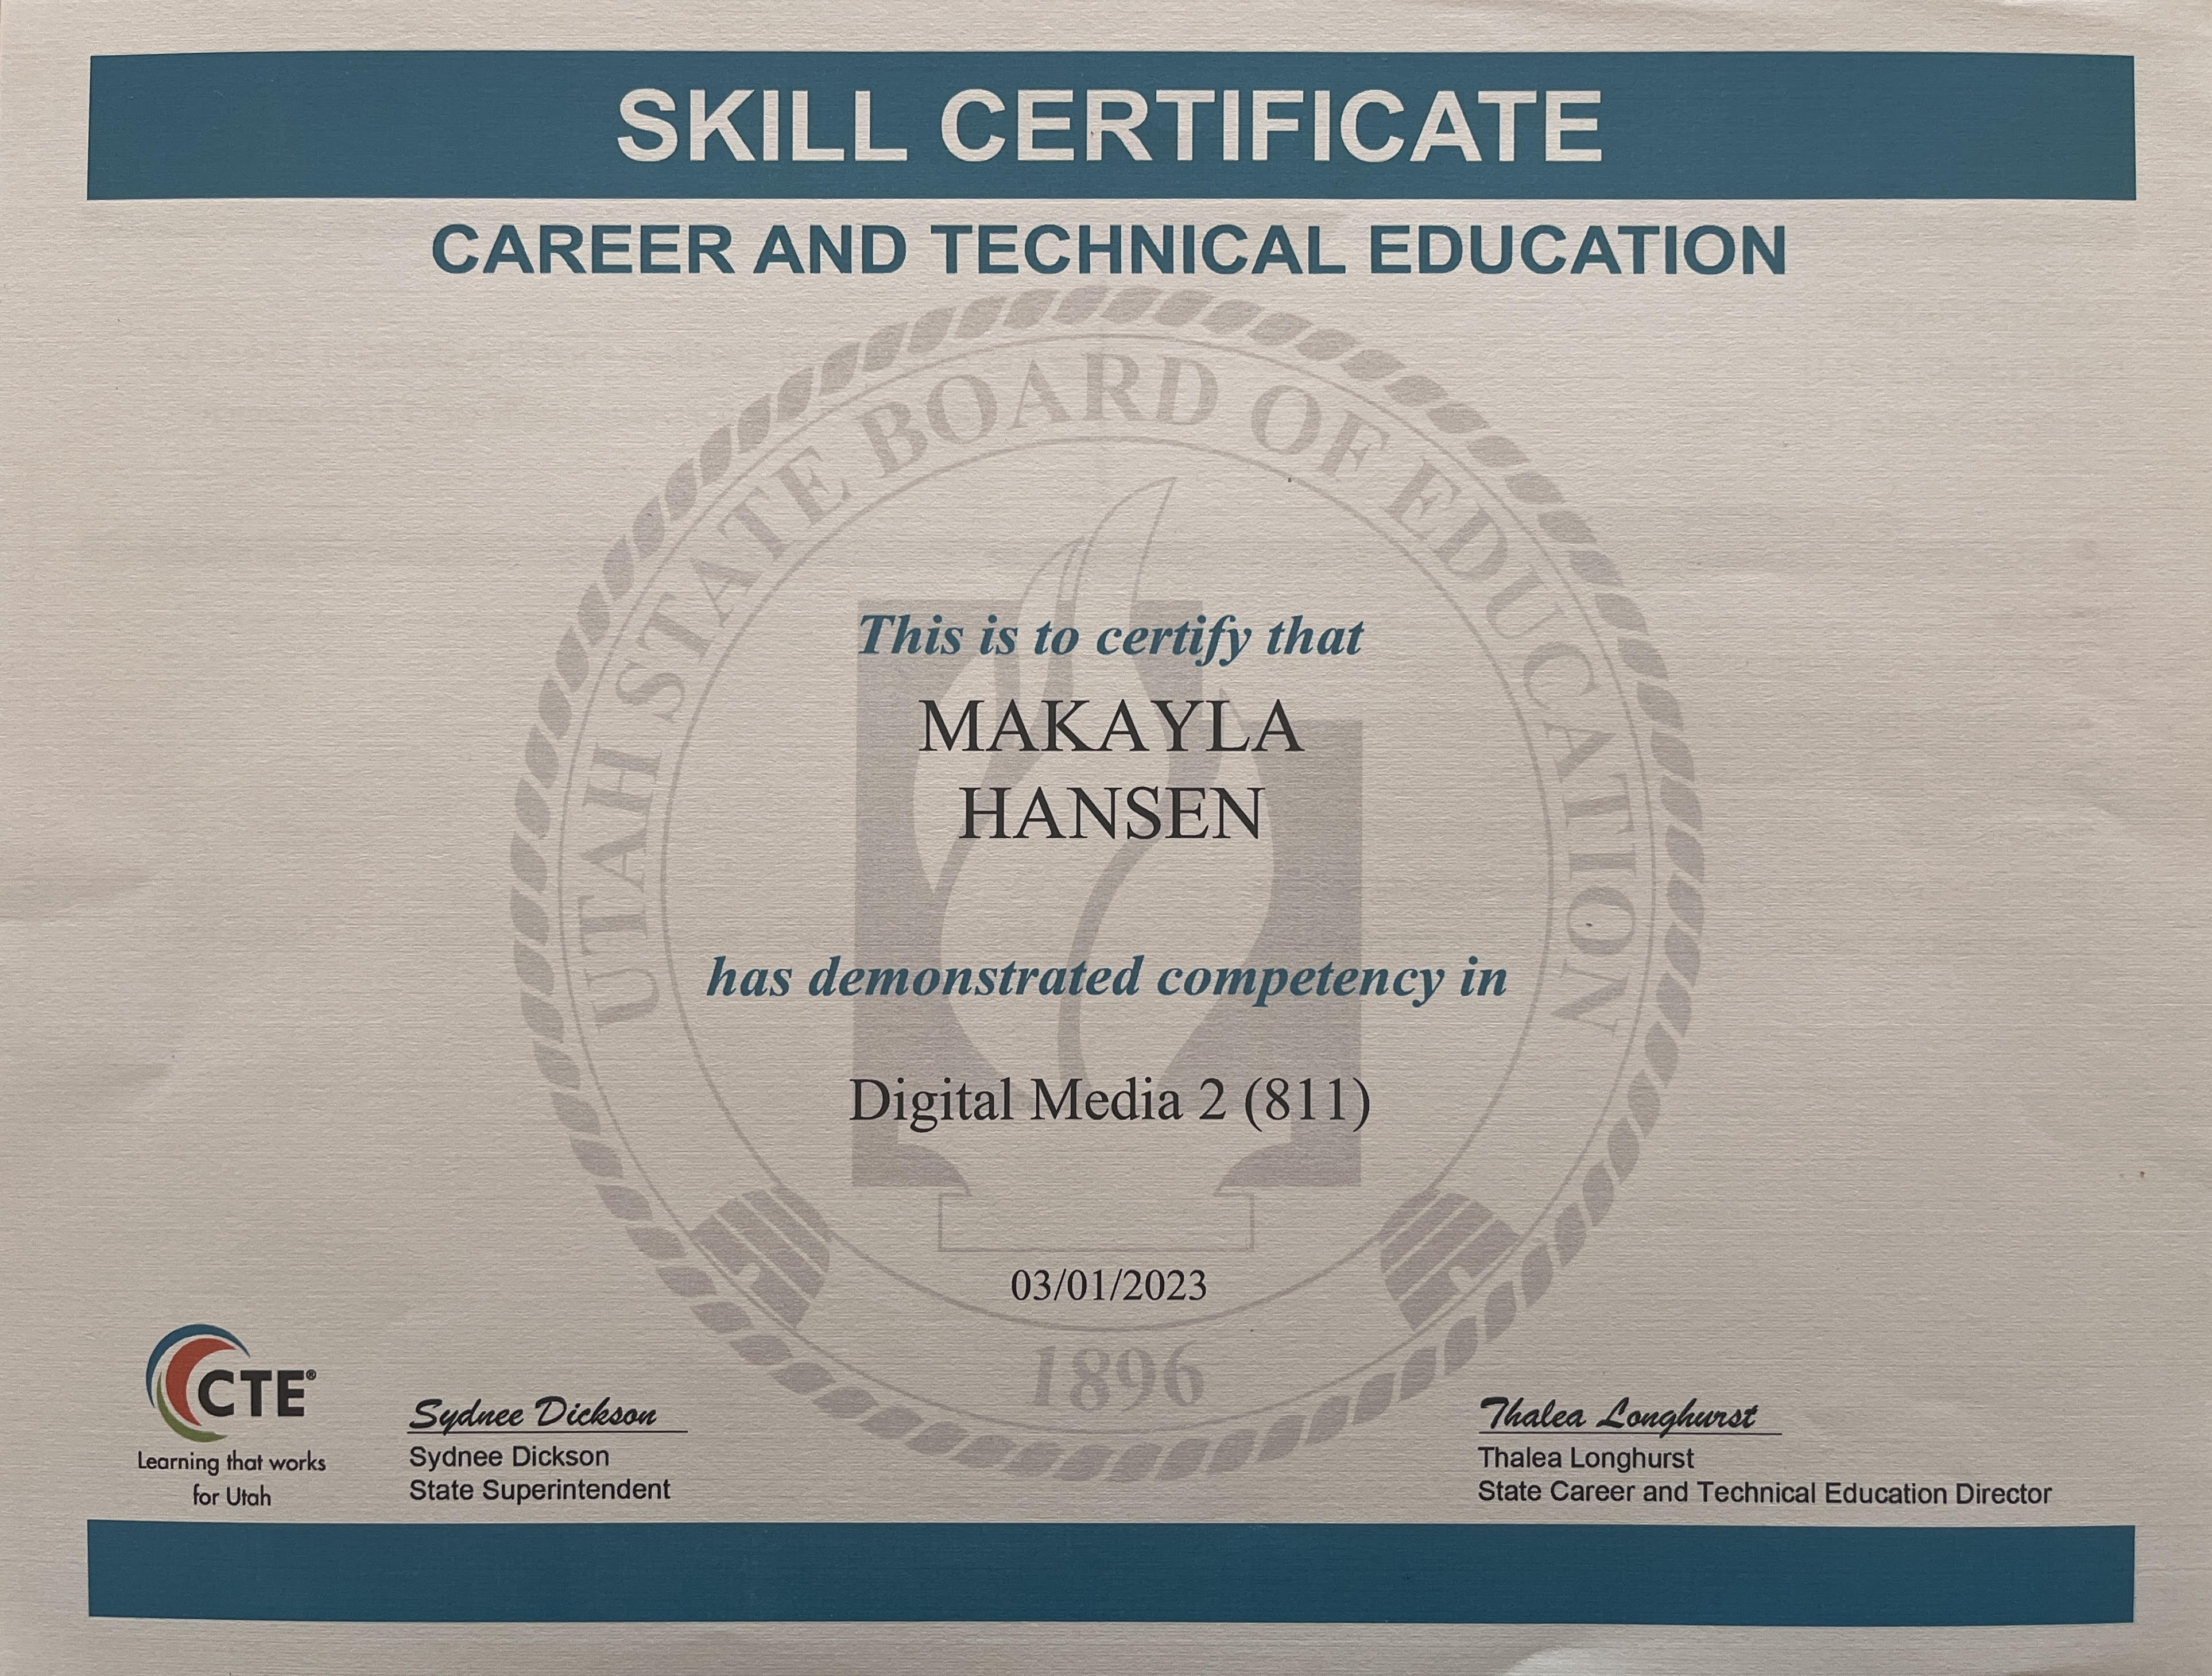 SKILL CERTIFICATE
CAREER AND TECHNICAL EDUCATION
UTAH STATE BOARD OF EDUCATION
This is to certify that
MAKAYLA
HANSEN
has demonstrated competency in
Digital Media 2 (811)
03/01/2023
1896
CTE®
Learning that works
for Utah
Sydnee Dickson
Sydnee Dickson
State Superintendent
Thalea Longhurst
Thalea Longhurst
State Career and Technical Education Director